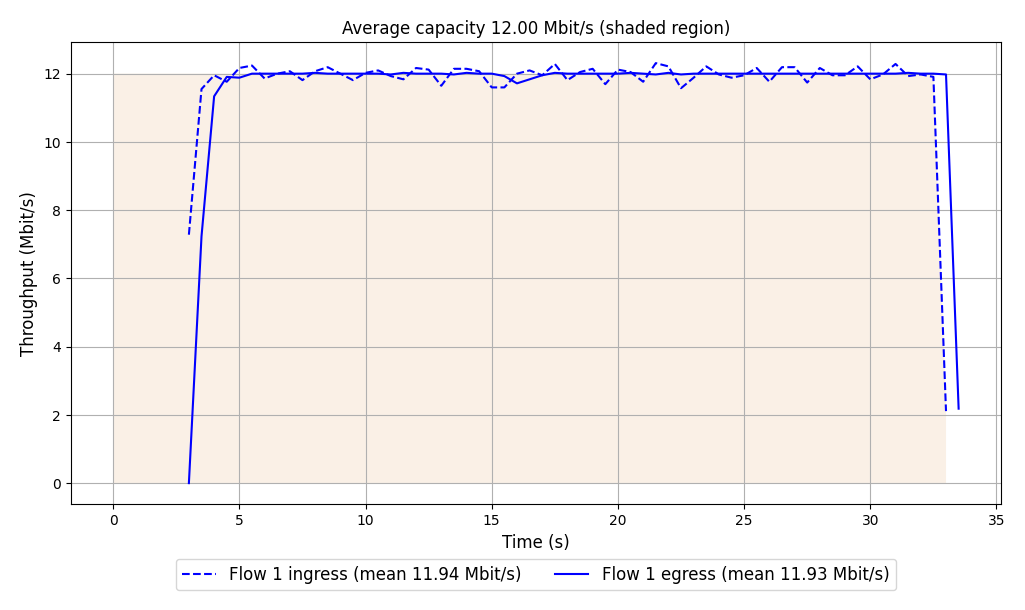 Average capacity 12.00 Mbit/s (shaded region)
Throughput (Mbit/s)
12
10
8
6
4
2
0
0 5 10 15 20 25 30 35
Time (s)
Flow 1 ingress (mean 11.94 Mbit/s) Flow 1 egress (mean 11.93 Mbit/s)